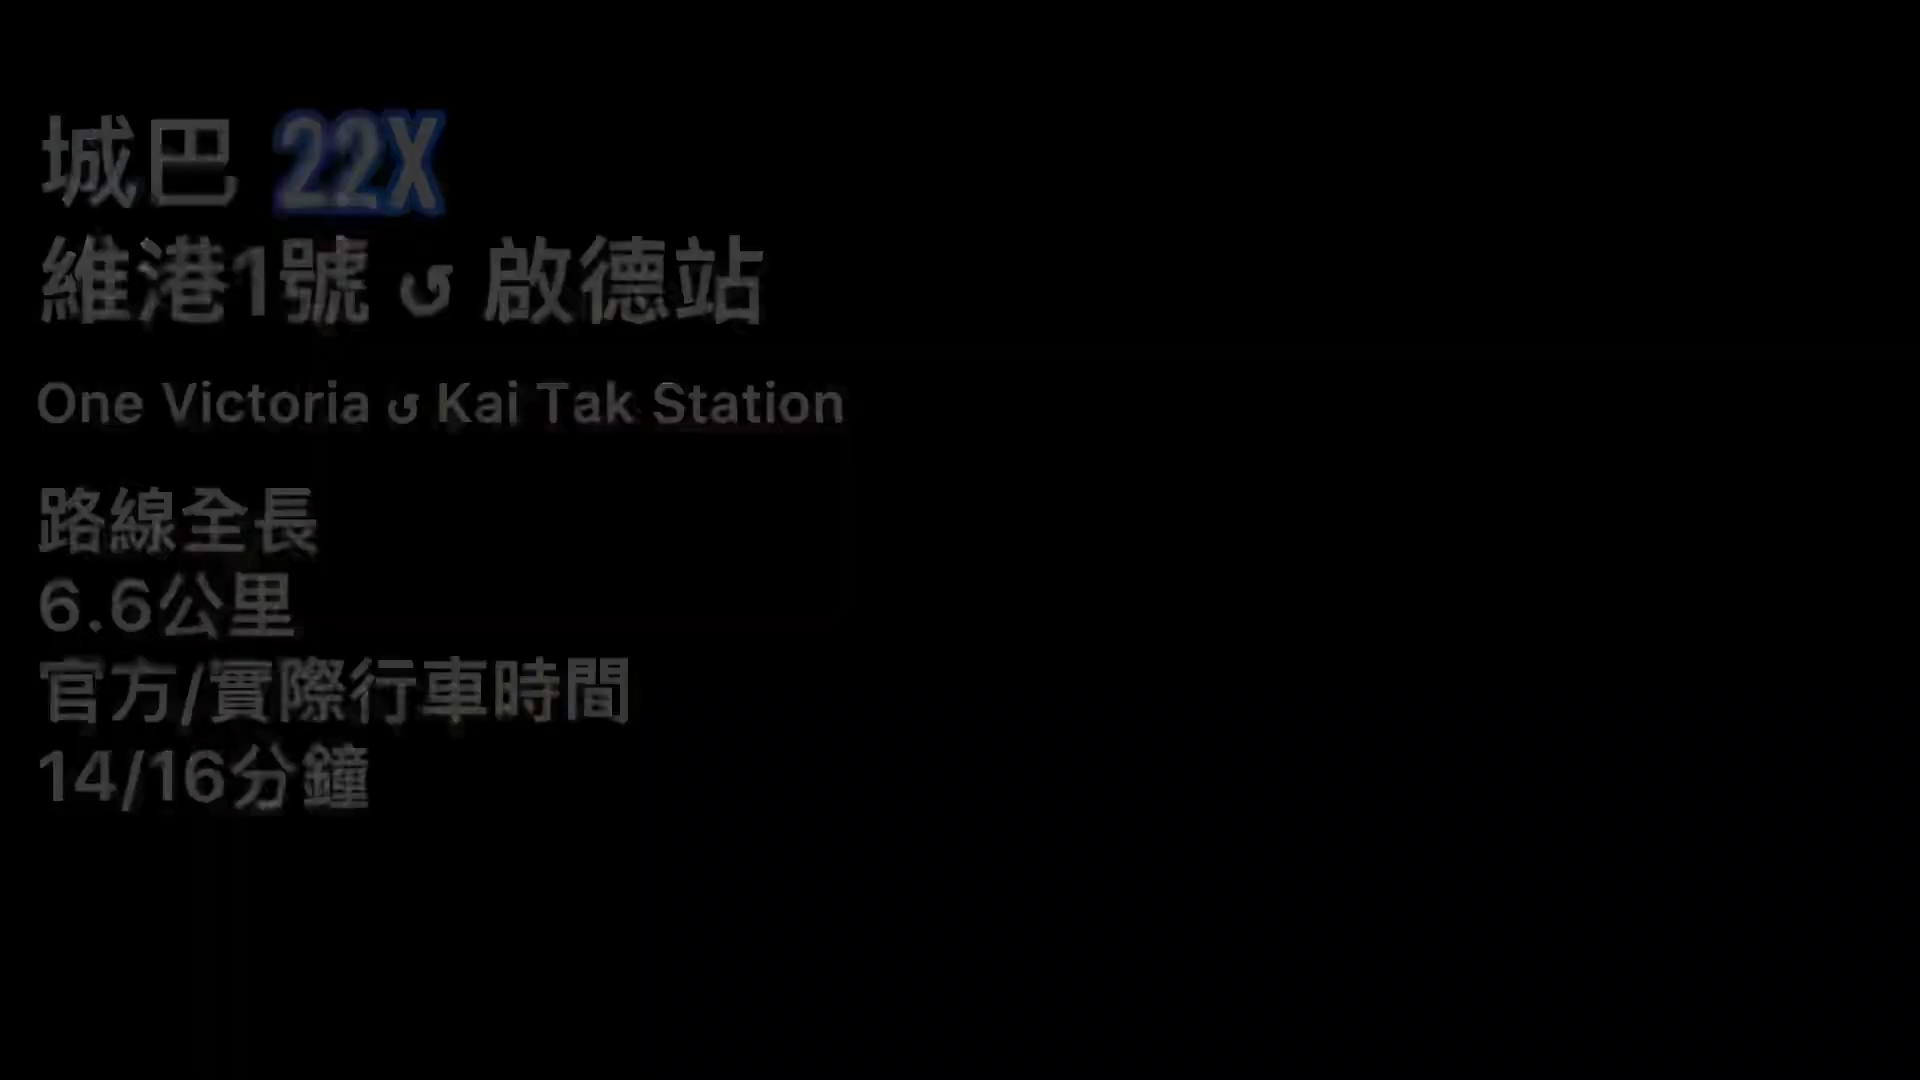 城巴 22X
維港1號 ↺ 啟德站
One Victoria ↺ Kai Tak Station
路線全長
6.6公里
官方/實際行車時間
14/16分鐘